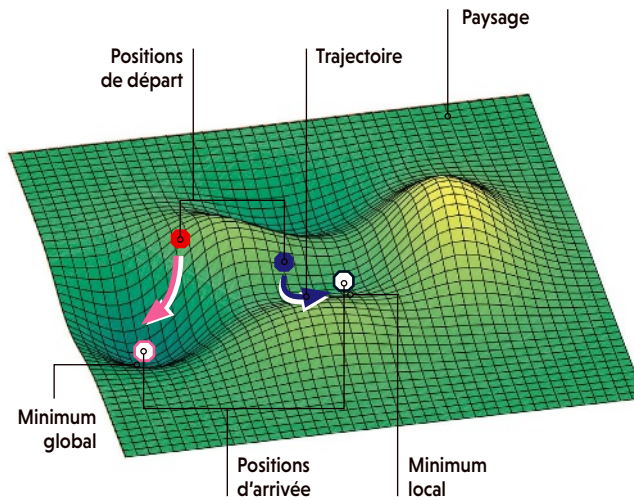 Paysage
Positions
de départ
Trajectoire
Minimum
global
Positions
d'arrivée
Minimum
local